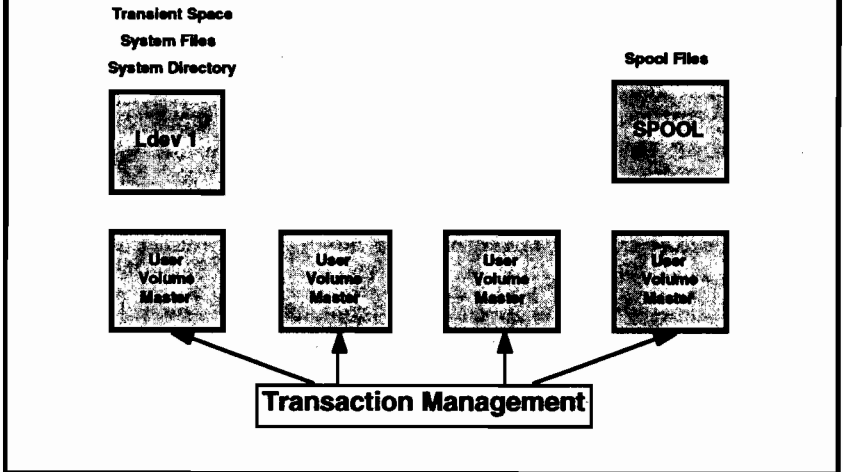 Transient Space
System Files
System Directory
Spool Files
Ldev 1
SPOOL
User
Volume
Master
User
Volume
Master
User
Volume
Master
User
Volume
Master
Transaction Management